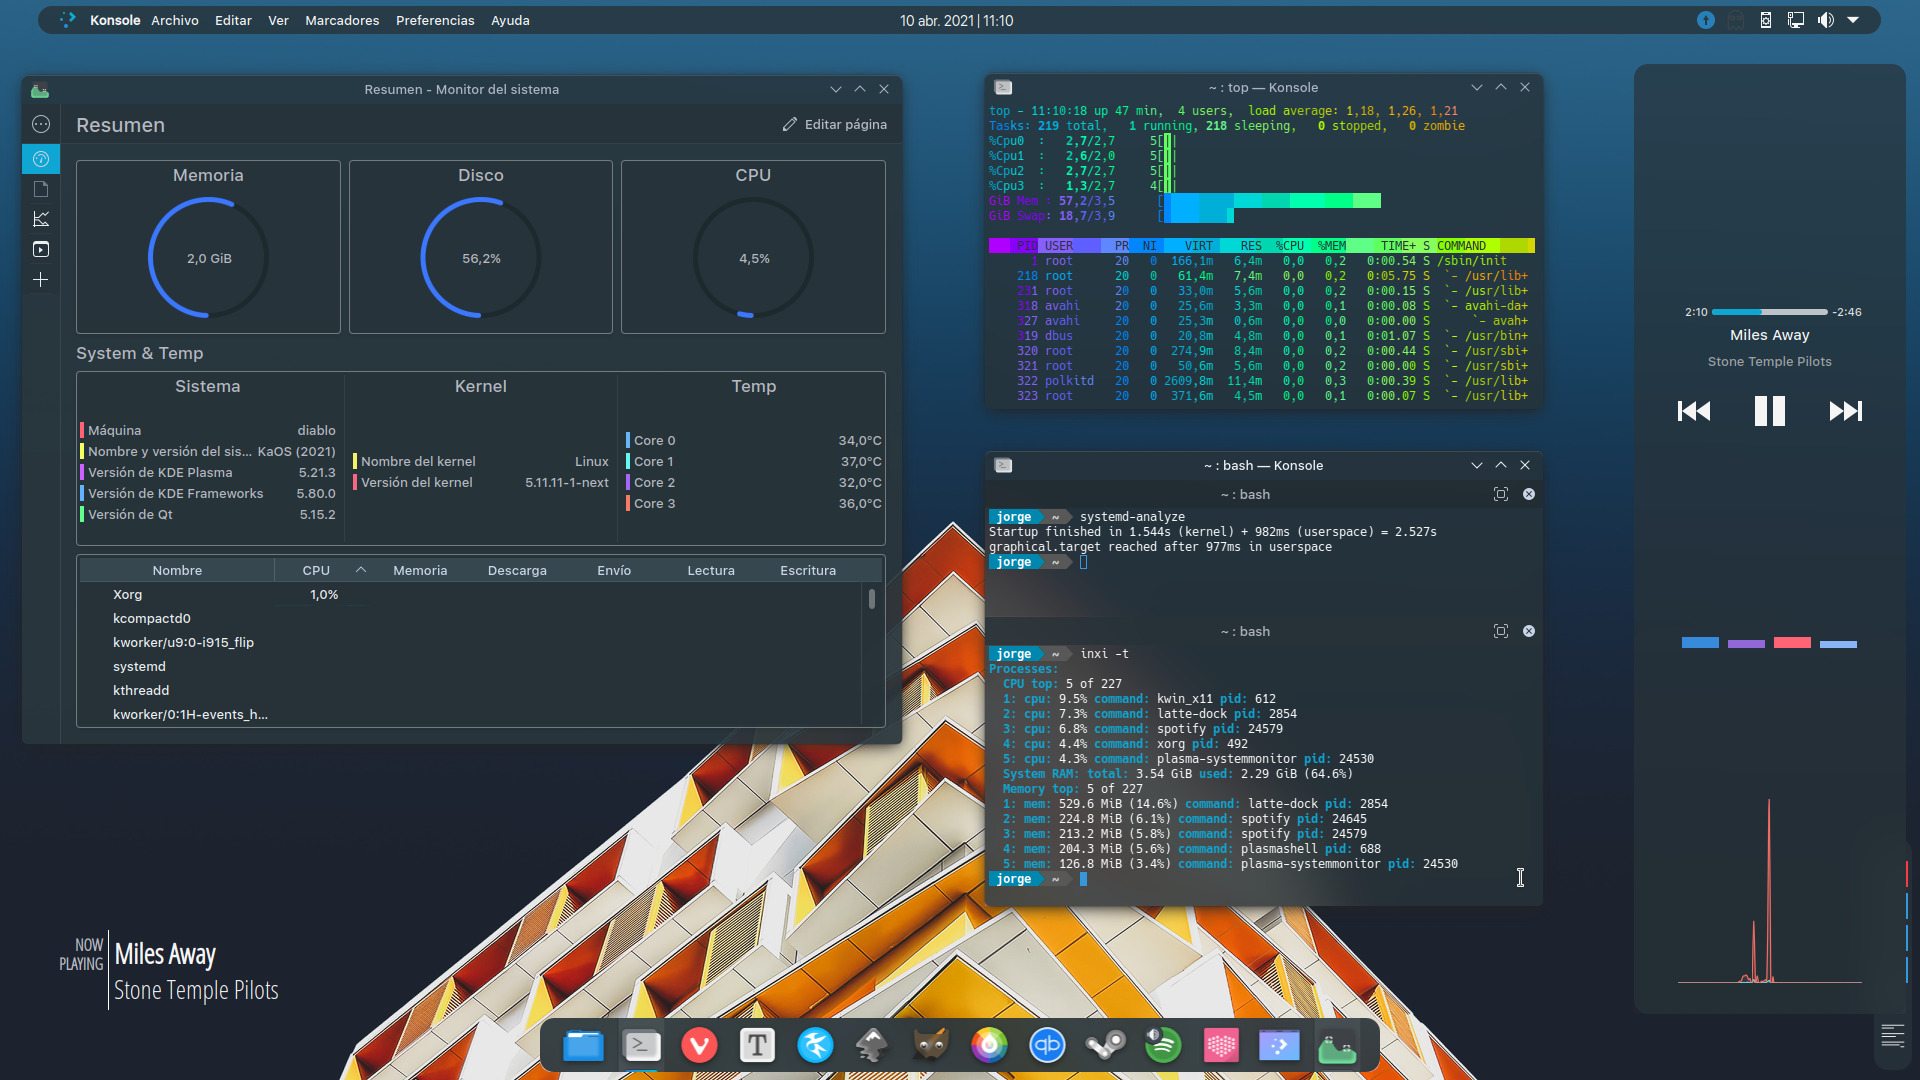 Konsole Archivo Editar Ver Marcadores Preferencias Ayuda
10 abr. 2021 | 11:10
Resumen - Monitor del sistema
Resumen
Editar página
Memoria
2,0 GiB
Disco
56,2%
CPU
4,5%
System & Temp
Sistema
Máquina diablo
Nombre y versión del sis... KaOS (2021)
Versión de KDE Plasma 5.21.3
Versión de KDE Frameworks 5.80.0
Versión de Qt 5.15.2
Kernel
Nombre del kernel Linux
Versión del kernel 5.11.11-1-next
Temp
Core 0 34,0°C
Core 1 37,0°C
Core 2 32,0°C
Core 3 36,0°C
Nombre CPU Memoria Descarga Envío Lectura Escritura
Xorg 1,0%
kcompactd0
kworker/u9:0-i915_flip
systemd
kthreadd
kworker/0:1H-events_h...
~ : top — Konsole
top - 11:10:18 up 47 min, 4 users, load average: 1,18, 1,26, 1,21
Tasks: 219 total, 1 running, 218 sleeping, 0 stopped, 0 zombie
%Cpu0 : 2,7/2,7 5[
%Cpu1 : 2,6/2,0 5[
%Cpu2 : 2,7/2,7 5[
%Cpu3 : 1,3/2,7 4[
GiB Mem : 57,2/3,5 [
GiB Swap: 18,7/3,9 [
PID USER PR NI VIRT RES %CPU %MEM TIME+ S COMMAND
1 root 20 0 166,1m 6,4m 0,0 0,2 0:00.54 S /sbin/init
218 root 20 0 61,4m 7,4m 0,0 0,2 0:05.75 S `- /usr/lib+
231 root 20 0 33,0m 5,6m 0,0 0,2 0:00.15 S `- /usr/lib+
318 avahi 20 0 25,6m 3,3m 0,0 0,1 0:00.08 S `- avahi-da+
327 avahi 20 0 25,3m 0,6m 0,0 0,0 0:00.00 S `- avah+
319 dbus 20 0 20,8m 4,8m 0,0 0,1 0:01.07 S `- /usr/bin+
320 root 20 0 274,9m 8,4m 0,0 0,2 0:00.44 S `- /usr/sbi+
321 root 20 0 50,6m 5,6m 0,0 0,2 0:00.00 S `- /usr/sbi+
322 polkitd 20 0 2609,8m 11,4m 0,0 0,3 0:00.39 S `- /usr/lib+
323 root 20 0 371,6m 4,5m 0,0 0,1 0:00.07 S `- /usr/lib+
~ : bash — Konsole
~ : bash
jorge ~ systemd-analyze
Startup finished in 1.544s (kernel) + 982ms (userspace) = 2.527s
graphical.target reached after 977ms in userspace
jorge ~
~ : bash
jorge ~ inxi -t
Processes:
CPU top: 5 of 227
1: cpu: 9.5% command: kwin_x11 pid: 612
2: cpu: 7.3% command: latte-dock pid: 2854
3: cpu: 6.8% command: spotify pid: 24579
4: cpu: 4.4% command: xorg pid: 492
5: cpu: 4.3% command: plasma-systemmonitor pid: 24530
System RAM: total: 3.54 GiB used: 2.29 GiB (64.6%)
Memory top: 5 of 227
1: mem: 529.6 MiB (14.6%) command: latte-dock pid: 2854
2: mem: 224.8 MiB (6.1%) command: spotify pid: 24645
3: mem: 213.2 MiB (5.8%) command: spotify pid: 24579
4: mem: 204.3 MiB (5.6%) command: plasmashell pid: 688
5: mem: 126.8 MiB (3.4%) command: plasma-systemmonitor pid: 24530
jorge ~
2:10 -2:46
Miles Away
Stone Temple Pilots
NOW PLAYING
Miles Away
Stone Temple Pilots